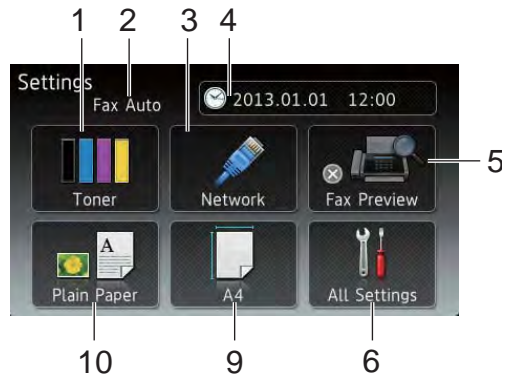 1 2 3 4
Settings
Fax Auto
2013.01.01 12:00
5
Toner Network Fax Preview
A
Plain Paper A4 All Settings
10 9 6